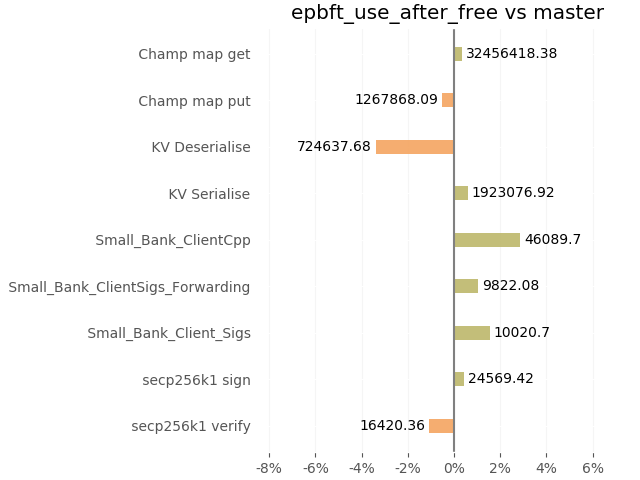 epbft_use_after_free vs master
Champ map get 32456418.38
Champ map put 1267868.09
KV Deserialise 724637.68
KV Serialise 1923076.92
Small_Bank_ClientCpp 46089.7
Small_Bank_ClientSigs_Forwarding 9822.08
Small_Bank_Client_Sigs 10020.7
secp256k1 sign 24569.42
secp256k1 verify 16420.36
-8% -6% -4% -2% 0% 2% 4% 6%